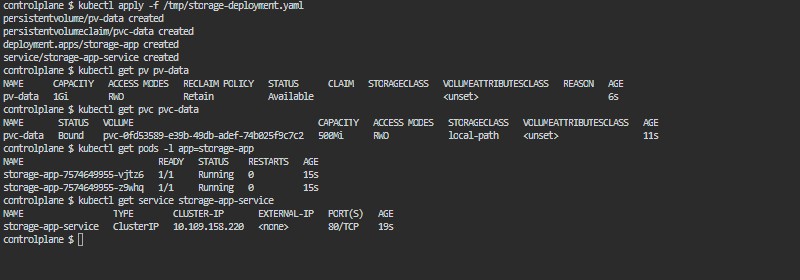 controlplane $ kubectl apply -f /tmp/storage-deployment.yaml
persistentvolume/pv-data created
persistentvolumeclaim/pvc-data created
deployment.apps/storage-app created
service/storage-app-service created
controlplane $ kubectl get pv pv-data
NAME CAPACITY ACCESS MODES RECLAIM POLICY STATUS CLAIM STORAGECLASS VOLUMEATTRIBUTESCLASS REASON AGE
pv-data 1Gi RWO Retain Available <unset> 6s
controlplane $ kubectl get pvc pvc-data
NAME STATUS VOLUME CAPACITY ACCESS MODES STORAGECLASS VOLUMEATTRIBUTESCLASS AGE
pvc-data Bound pvc-0fd53589-e39b-49db-adef-74b025f9c7c2 500Mi RWO local-path <unset> 11s
controlplane $ kubectl get pods -l app=storage-app
NAME READY STATUS RESTARTS AGE
storage-app-7574649955-vjtz6 1/1 Running 0 15s
storage-app-7574649955-z9whq 1/1 Running 0 15s
controlplane $ kubectl get service storage-app-service
NAME TYPE CLUSTER-IP EXTERNAL-IP PORT(S) AGE
storage-app-service ClusterIP 10.109.158.220 <none> 80/TCP 19s
controlplane $